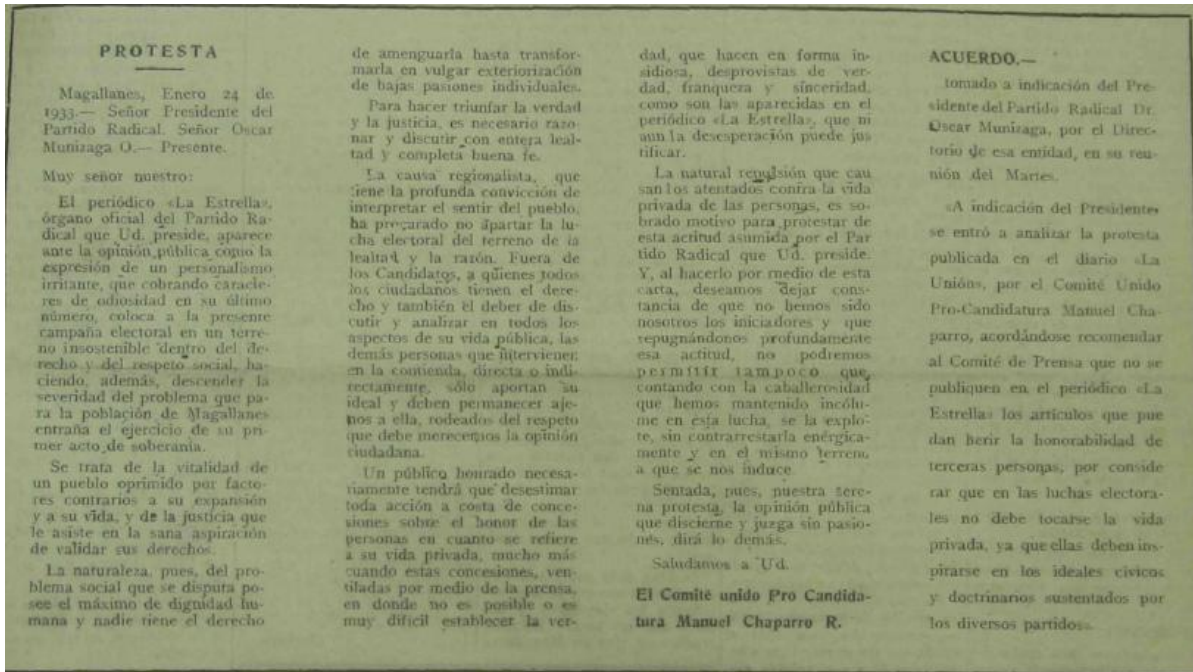 PROTESTA
Magallanes, Enero 24 de
1933.— Señor Presidente del
Partido Radical. Señor Oscar
Munizaga O.— Presente.
Muy señor nuestro:
El periódico «La Estrella»,
órgano oficial del Partido Ra-
dical que Ud. preside, aparece
ante la opinión pública como la
expresión de un personalismo
irritante, que cobrando caracte-
res de odiosidad en su último
número, coloca a la presente
campaña electoral en un terre-
no insostenible dentro del de-
recho y del respeto social, ha-
ciendo, además, descender la
severidad del problema que pa-
ra la población de Magallanes
entraña el ejercicio de su pri-
mer acto de soberanía.
Se trata de la vitalidad de
un pueblo oprimido por facto-
res contrarios a su expansión
y a su vida, y de la justicia que
le asiste en la sana aspiración
de validar sus derechos.
La naturaleza, pues, del pro-
blema social que se disputa po-
see el máximo de dignidad hu-
mana y nadie tiene el derecho
de amenguarla hasta transfor-
marla en vulgar exteriorización
de bajas pasiones individuales.
Para hacer triunfar la verdad
y la justicia, es necesario razo-
nar y discutir con entera leal-
tad y completa buena fe.
La causa regionalista, que
tiene la profunda convicción de
interpretar el sentir del pueblo,
ha procurado no apartar la lu-
cha electoral del terreno de la
lealtad y la razón. Fuera de
los Candidatos, a quienes todos
los ciudadanos tienen el dere-
cho y también el deber de dis-
cutir y analizar en todos los
aspectos de su vida pública, las
demás personas que intervienen
en la contienda, directa o indi-
rectamente, sólo aportan su
ideal y deben permanecer aje-
nos a ella, rodeados del respeto
que debe merecernos la opinión
ciudadana.
Un público honrado necesa-
riamente tendrá que desestimar
toda acción a costa de conce-
siones sobre el honor de las
personas en cuanto se refiere
a su vida privada, mucho más
cuando estas concesiones, ven-
tiladas por medio de la prensa,
en donde no es posible o es
muy difícil establecer la ver-
dad, que hacen en forma in-
sidiosa, desprovistas de ver-
dad, franqueza y sinceridad,
como son las aparecidas en el
periódico «La Estrella», que ni
aun la desesperación puede jus
tificar.
La natural repulsión que cau
san los atentados contra la vida
privada de las personas, es so-
brado motivo para protestar de
esta actitud asumida por el Par
tido Radical que Ud. preside.
Y, al hacerlo por medio de esta
carta, deseamos dejar cons-
tancia de que no hemos sido
nosotros los iniciadores y que
repugnándonos profundamente
esa actitud, no podremos
permitir tampoco que,
contando con la caballerosidad
que hemos mantenido incólu-
me en esta lucha, se la explo-
te, sin contrarrestarla enérgica-
mente y en el mismo terreno
a que se nos induce.
Sentada, pues, nuestra sere-
na protesta, la opinión pública
que discierne y juzga sin pasio-
nes, dirá lo demás.
Saludamos a Ud.
El Comité unido Pro Candida-
tura Manuel Chaparro R.
ACUERDO.—
tomado a indicación del Pre-
sidente del Partido Radical Dr.
Oscar Munizaga, por el Direc-
torio de esa entidad, en su reu-
nión del Martes.
«A indicación del Presidente
se entró a analizar la protesta
publicada en el diario «La
Unión», por el Comité Unido
Pro-Candidatura Manuel Cha-
parro, acordándose recomendar
al Comité de Prensa que no se
publiquen en el periódico «La
Estrella» los artículos que pue
dan herir la honorabilidad de
terceras personas, por conside
rar que en las luchas electora-
les no debe tocarse la vida
privada, ya que ellas deben ins-
pirarse en los ideales cívicos
y doctrinarios sustentados por
los diversos partidos».